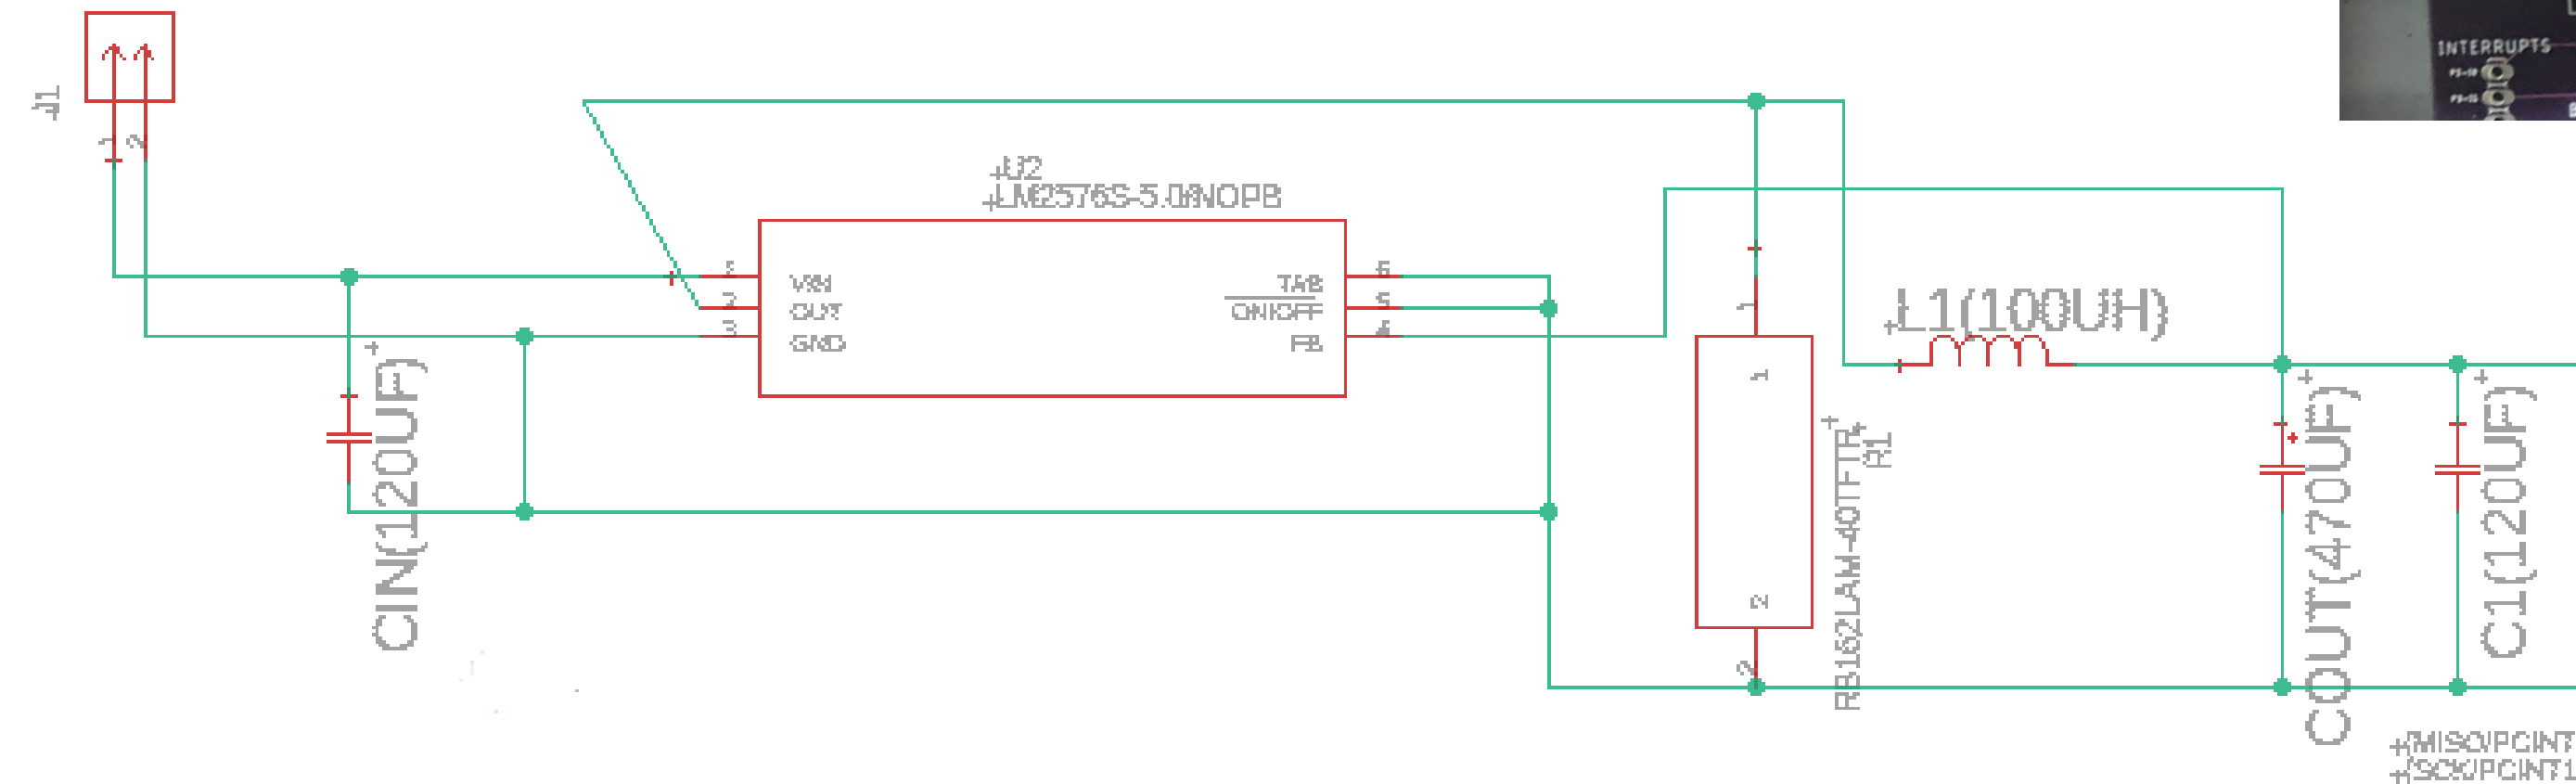 J1
1
2
U2
LM2576S-5.0/NOPB
1
2
3
VIN
OUT
GND
TAB
ON/OFF
FB
6
5
4
CIN(120UF)
1
1
2
2
RB162LAM-40TFTR
R1
L1(100UH)
COUT(470UF)
C1(120UF)
INTERRUPTS
(MISO/PCINT
(SCK/PCINT1